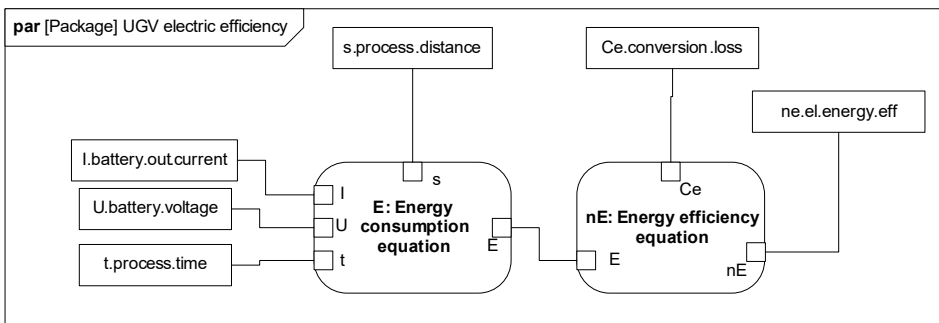 par [Package] UGV electric efficiency
s.process.distance
Ce.conversion.loss
ne.el.energy.eff
I.battery.out.current
U.battery.voltage
t.process.time
I
U
t
s
E: Energy
consumption
equation
E
Ce
nE: Energy efficiency
equation
E
nE